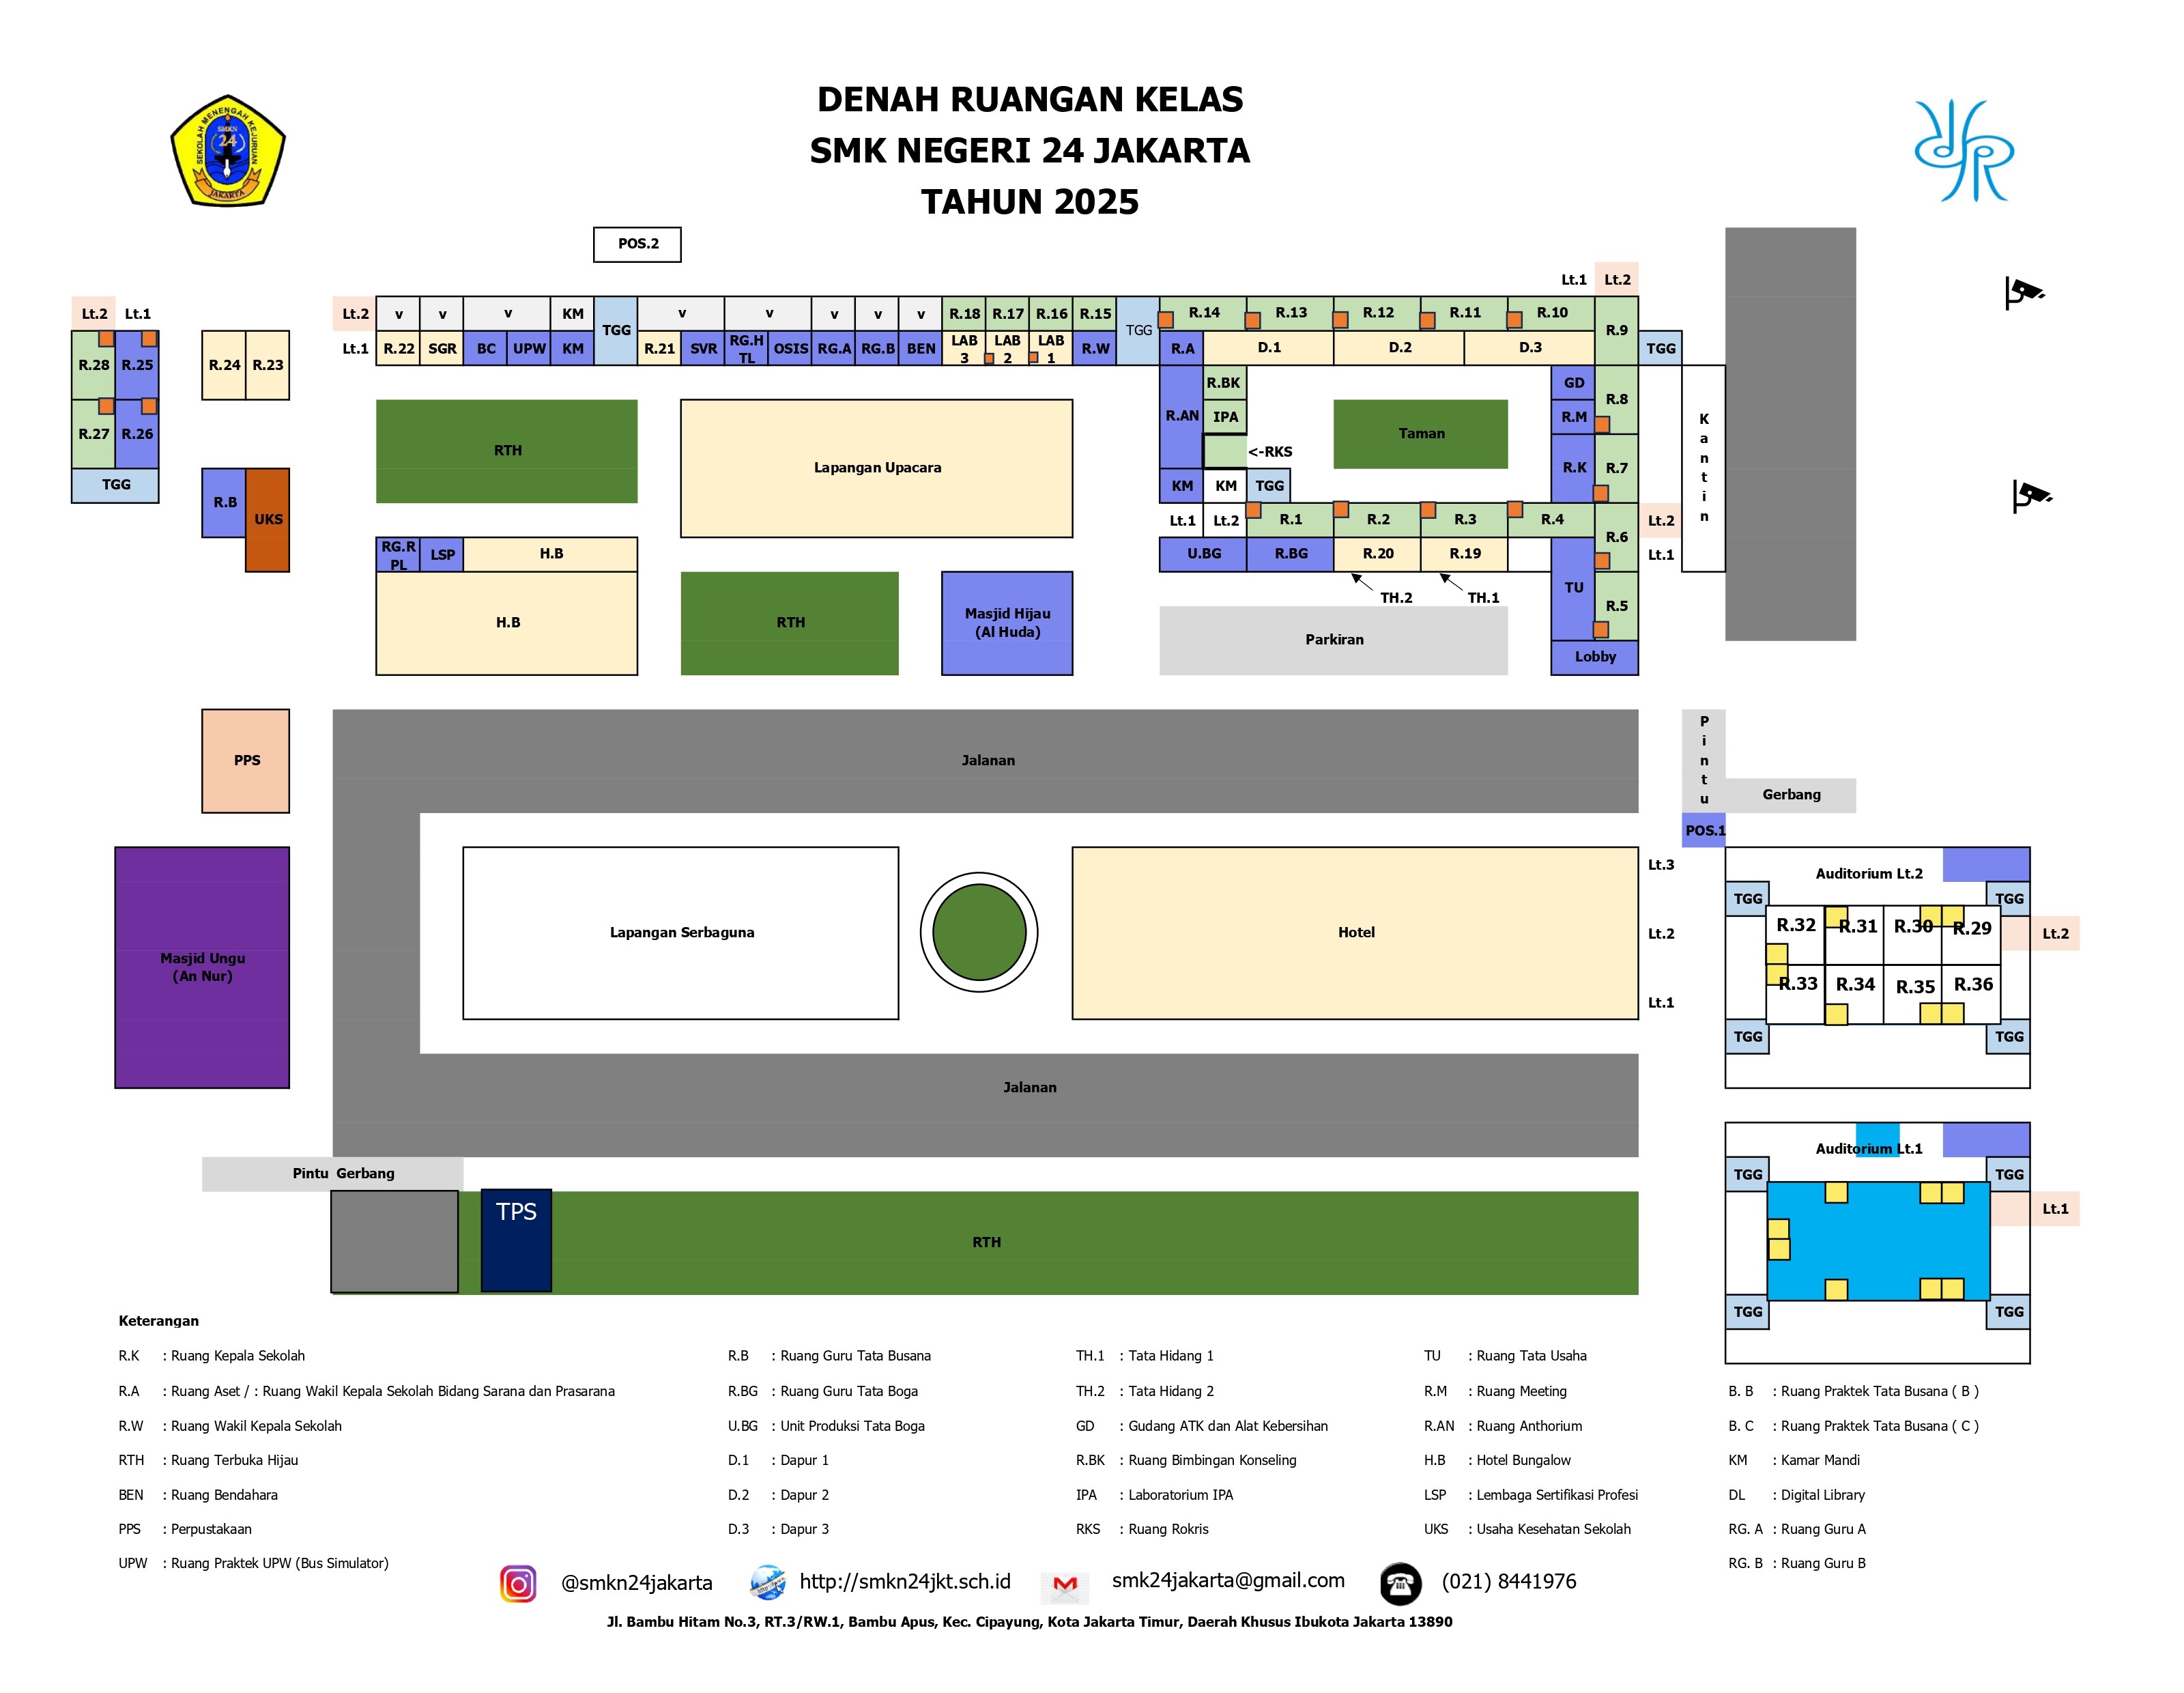 DENAH RUANGAN KELAS
SMK NEGERI 24 JAKARTA
TAHUN 2025
SEKOLAH MENENGAH KEJURUAN
SMKN
24
JAKARTA
POS.2
Lt.1 Lt.2
Lt.2 Lt.1
Lt.2 v v v KM TGG v v v v v R.18 R.17 R.16 R.15 TGG R.14 R.13 R.12 R.11 R.10 R.9
Lt.1 R.22 SGR BC UPW KM R.21 SVR RG.H TL OSIS RG.A RG.B BEN LAB 3 LAB 2 LAB 1 R.W R.A D.1 D.2 D.3 TGG
R.28 R.25 R.24 R.23
R.27 R.26
TGG
R.B UKS
RTH
Lapangan Upacara
R.AN R.BK
IPA
<-RKS
KM KM TGG
Taman
GD R.8
R.M
R.K R.7
Kantin
Lt.1 Lt.2 R.1 R.2 R.3 R.4 R.6 Lt.2
U.BG R.BG R.20 R.19 Lt.1
TH.2 TH.1
TU R.5
Lobby
RG.R PL LSP H.B
H.B
RTH
Masjid Hijau
(Al Huda)
Parkiran
PPS
Jalanan
Pintu
Gerbang
POS.1
Masjid Ungu
(An Nur)
Lapangan Serbaguna
Hotel
Lt.3
Lt.2
Lt.1
Auditorium Lt.2
TGG TGG
R.32 R.31 R.30 R.29 Lt.2
R.33 R.34 R.35 R.36
TGG TGG
Jalanan
Auditorium Lt.1
TGG TGG
Lt.1
TGG TGG
Pintu Gerbang
TPS
RTH
Keterangan
R.K : Ruang Kepala Sekolah
R.A : Ruang Aset / : Ruang Wakil Kepala Sekolah Bidang Sarana dan Prasarana
R.W : Ruang Wakil Kepala Sekolah
RTH : Ruang Terbuka Hijau
BEN : Ruang Bendahara
PPS : Perpustakaan
UPW : Ruang Praktek UPW (Bus Simulator)
R.B : Ruang Guru Tata Busana
R.BG : Ruang Guru Tata Boga
U.BG : Unit Produksi Tata Boga
D.1 : Dapur 1
D.2 : Dapur 2
D.3 : Dapur 3
TH.1 : Tata Hidang 1
TH.2 : Tata Hidang 2
GD : Gudang ATK dan Alat Kebersihan
R.BK : Ruang Bimbingan Konseling
IPA : Laboratorium IPA
RKS : Ruang Rokris
TU : Ruang Tata Usaha
R.M : Ruang Meeting
R.AN : Ruang Anthorium
H.B : Hotel Bungalow
LSP : Lembaga Sertifikasi Profesi
UKS : Usaha Kesehatan Sekolah
B. B : Ruang Praktek Tata Busana ( B )
B. C : Ruang Praktek Tata Busana ( C )
KM : Kamar Mandi
DL : Digital Library
RG. A : Ruang Guru A
RG. B : Ruang Guru B
@smkn24jakarta
http://smkn24jkt.sch.id
smk24jakarta@gmail.com
(021) 8441976
Jl. Bambu Hitam No.3, RT.3/RW.1, Bambu Apus, Kec. Cipayung, Kota Jakarta Timur, Daerah Khusus Ibukota Jakarta 13890